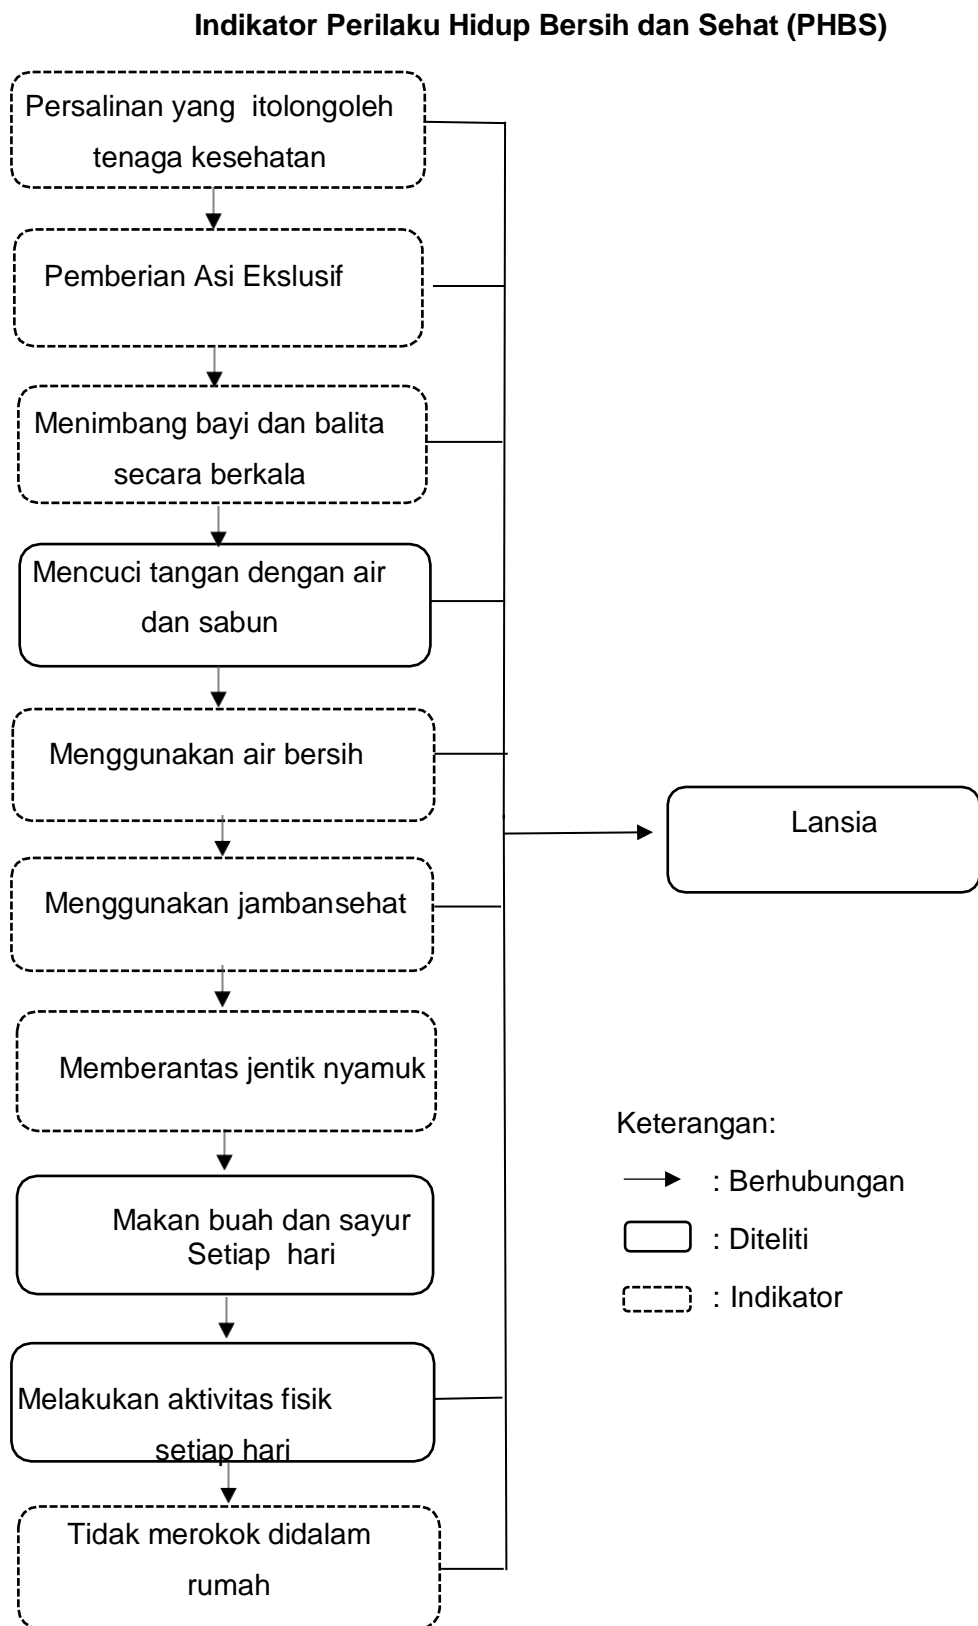 Indikator Perilaku Hidup Bersih dan Sehat (PHBS)
Persalinan yang itolongoleh
tenaga kesehatan
Pemberian Asi Ekslusif
Menimbang bayi dan balita
secara berkala
Mencuci tangan dengan air
dan sabun
Menggunakan air bersih
Lansia
Menggunakan jambansehat
Memberantas jentik nyamuk
Makan buah dan sayur
Setiap hari
Melakukan aktivitas fisik
setiap hari
Tidak merokok didalam
rumah
Keterangan:
: Berhubungan
: Diteliti
: Indikator